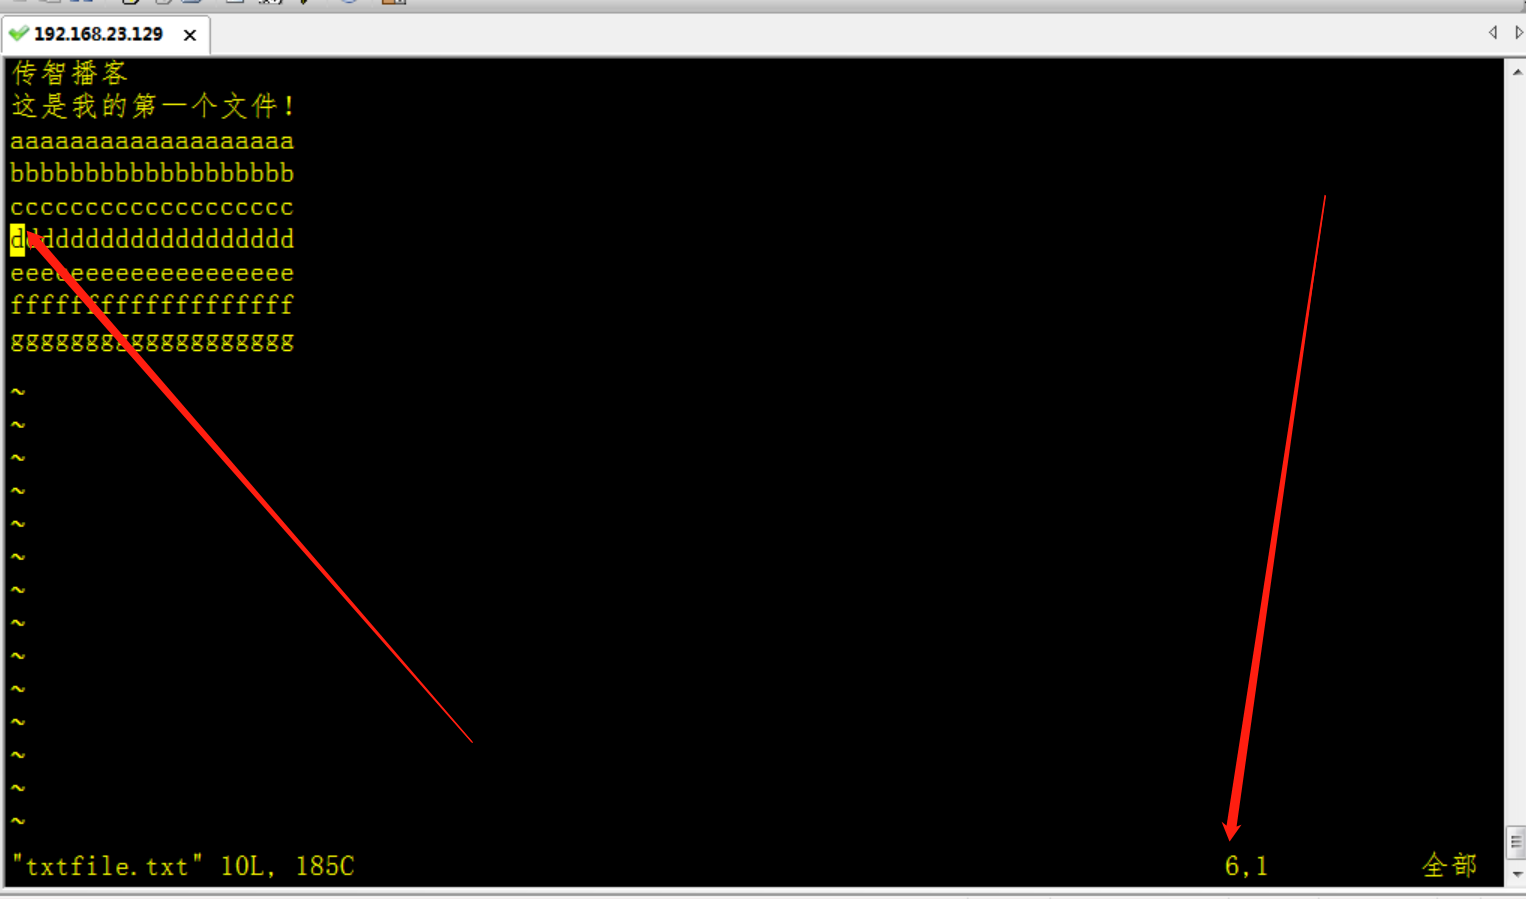 192.168.23.129
传智播客
这是我的第一个文件!
aaaaaaaaaaaaaaaaaaa
bbbbbbbbbbbbbbbbbbb
ccccccccccccccccccc
ddddddddddddddddddd
eeeeeeeeeeeeeeeeeee
fffffffffffffffffff
ggggggggggggggggggg
~
~
~
~
~
~
~
~
~
~
~
~
~
~
"txtfile.txt" 10L, 185C 6,1 全部